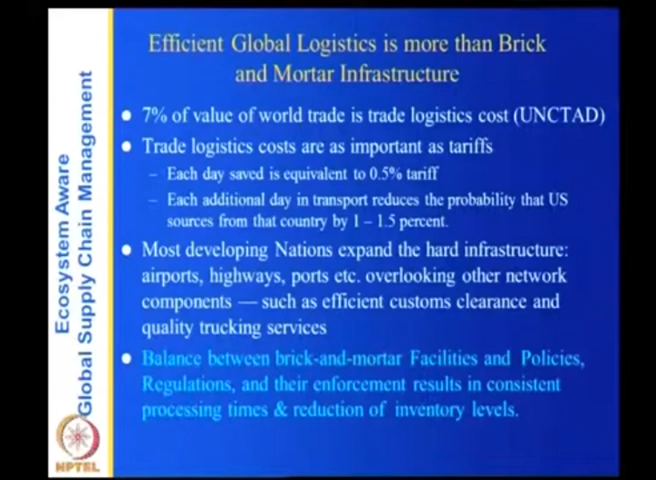 Efficient Global Logistics is more than Brick
and Mortar Infrastructure
7% of value of world trade is trade logistics cost (UNCTAD)
Trade logistics costs are as important as tariffs
– Each day saved is equivalent to 0.5% tariff
– Each additional day in transport reduces the probability that US
sources from that country by 1 – 1.5 percent.
Most developing Nations expand the hard infrastructure:
airports, highways, ports etc. overlooking other network
components — such as efficient customs clearance and
quality trucking services
Balance between brick-and-mortar Facilities and Policies,
Regulations, and their enforcement results in consistent
processing times & reduction of inventory levels.
Ecosystem Aware
Global Supply Chain Management
NPTEL